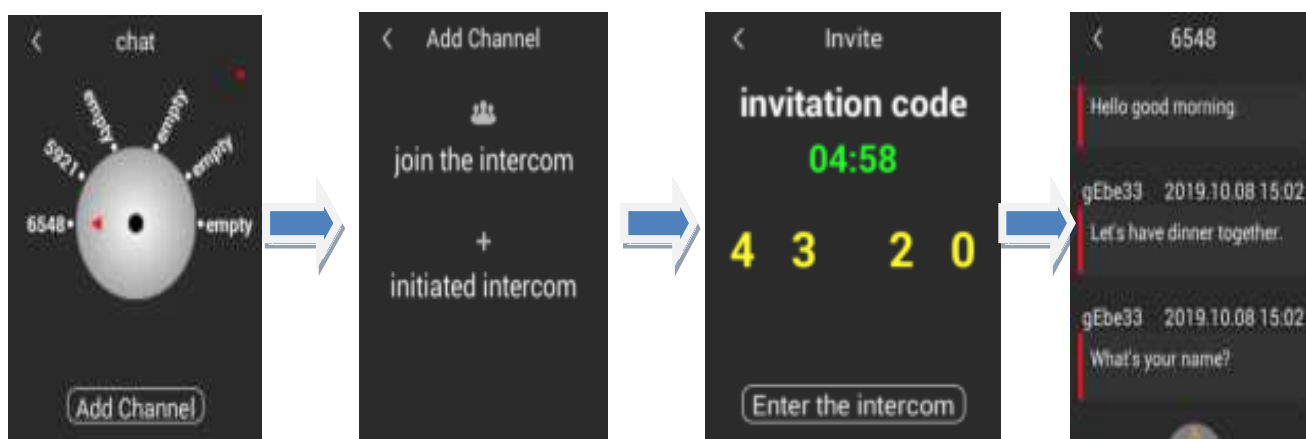 chat
empty
empty
5921
empty
6548
empty
Add Channel
Add Channel
join the intercom
+
initiated intercom
Invite
invitation code
04:58
4 3 2 0
Enter the intercom
6548
Hello good morning.
gEbe33 2019.10.08 15:02
Let's have dinner together.
gEbe33 2019.10.08 15:02
What's your name?